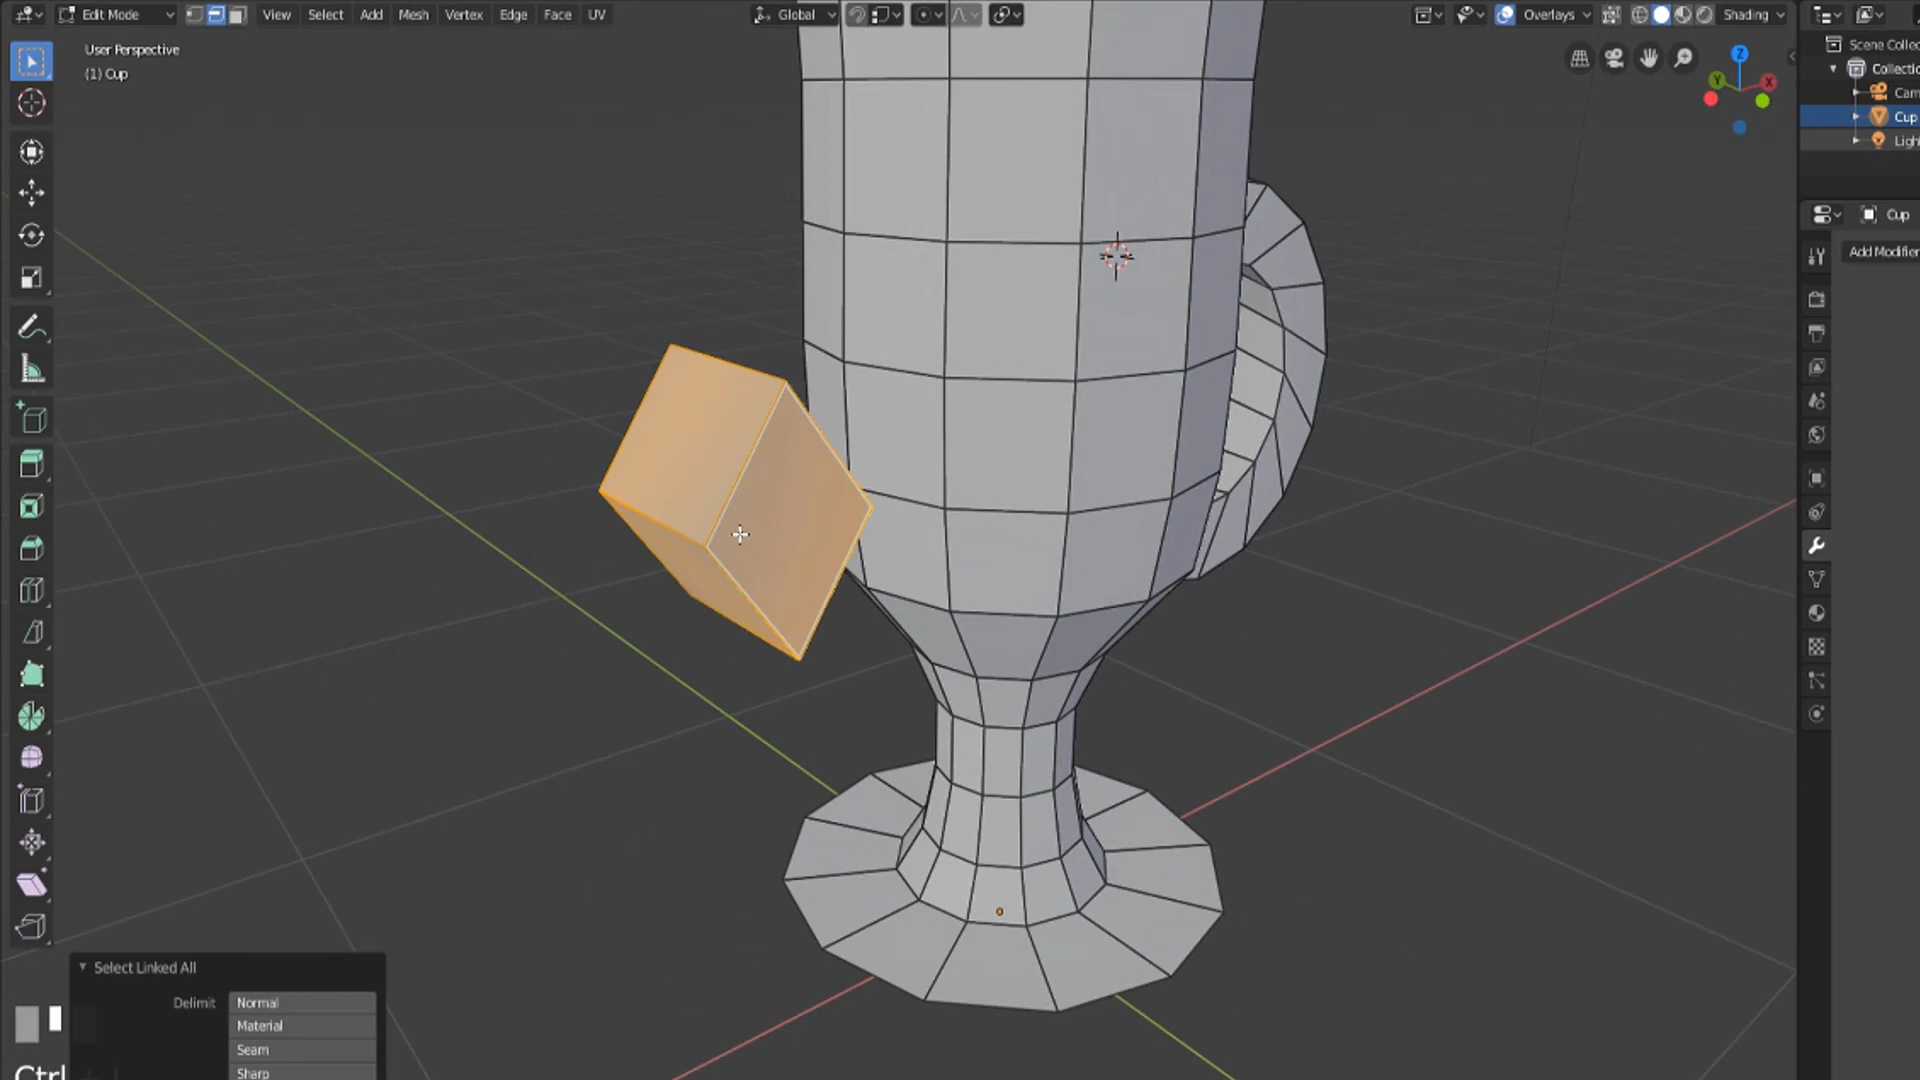 Edit Mode View Select Add Mesh Vertex Edge Face UV Global Overlays Shading
User Perspective
(1) Cup
Z
Y
X
Scene Collec
Collectio
Cam
Cup
Ligh
Cup
Add Modifier
Select Linked All
Delimit Normal
Material
Seam
Sharp
Ctrl